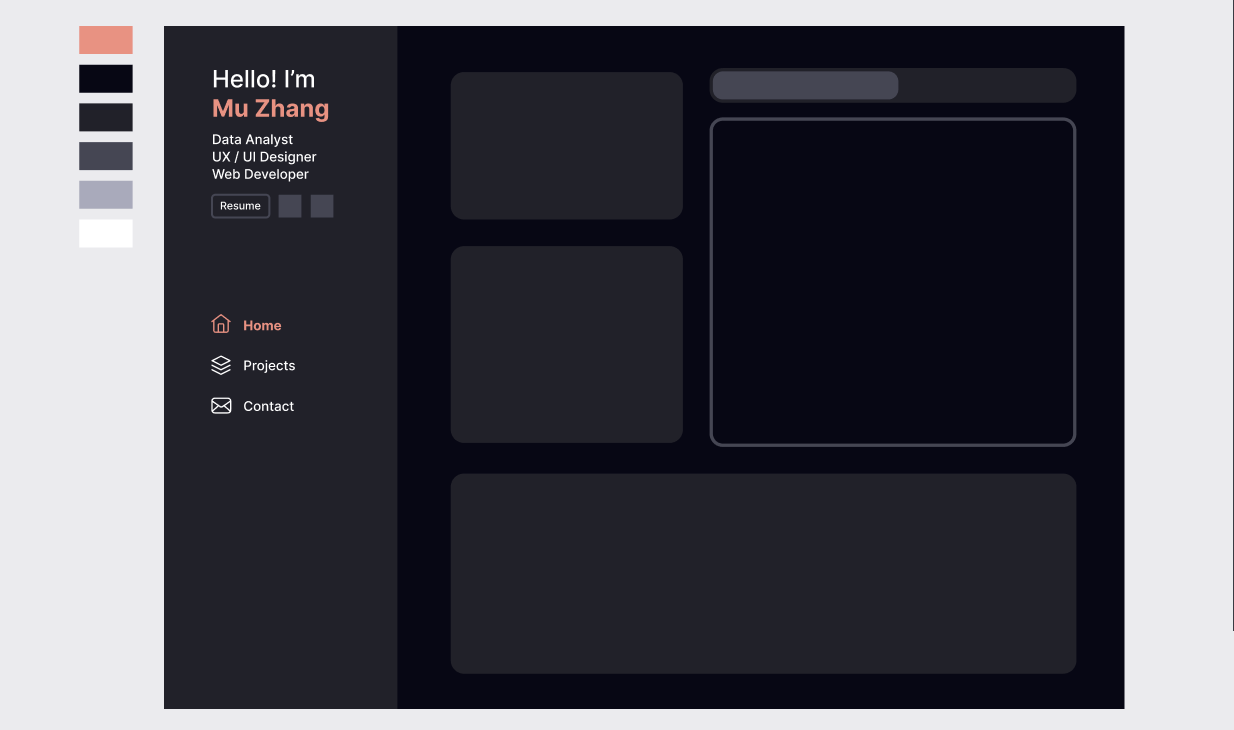 Hello! I’m
Mu Zhang
Data Analyst
UX / UI Designer
Web Developer
Resume
Home
Projects
Contact